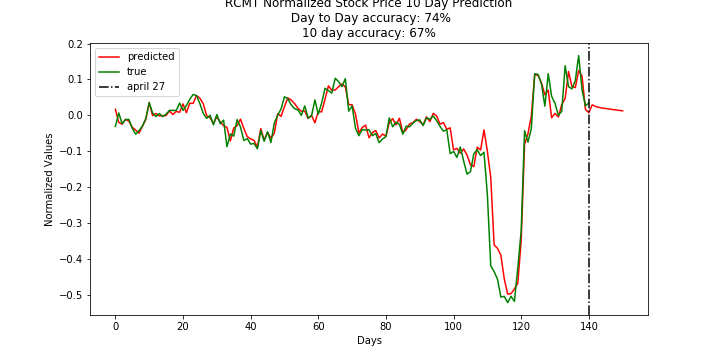 RCMT Normalized Stock Price 10 Day Prediction
Day to Day accuracy: 74%
10 day accuracy: 67%
predicted
true
april 27
Normalized Values
0.2
0.1
0.0
−0.1
−0.2
−0.3
−0.4
−0.5
0 20 40 60 80 100 120 140
Days